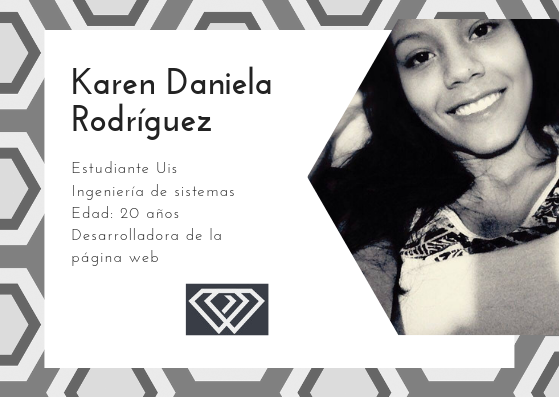 Karen Daniela
Rodríguez
Estudiante Uis
Ingeniería de sistemas
Edad: 20 años
Desarrolladora de la
página web